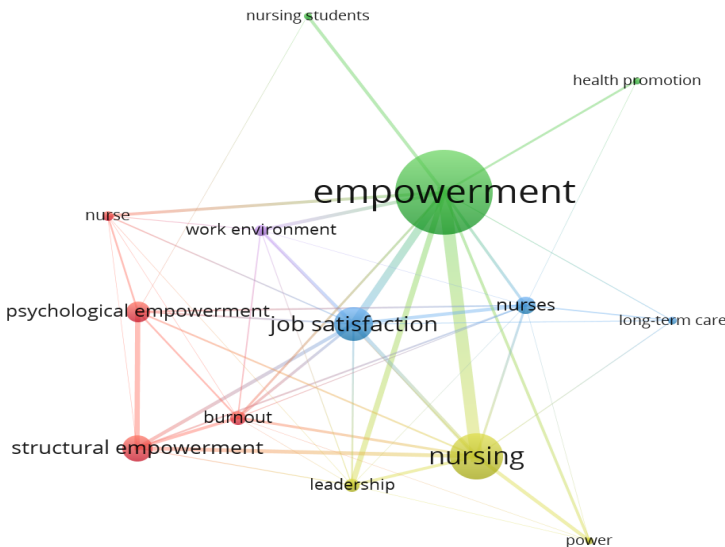 nursing students
health promotion
empowerment
nurse
work environment
nurses
psychological empowerment
job satisfaction
long-term care
burnout
structural empowerment
nursing
leadership
power